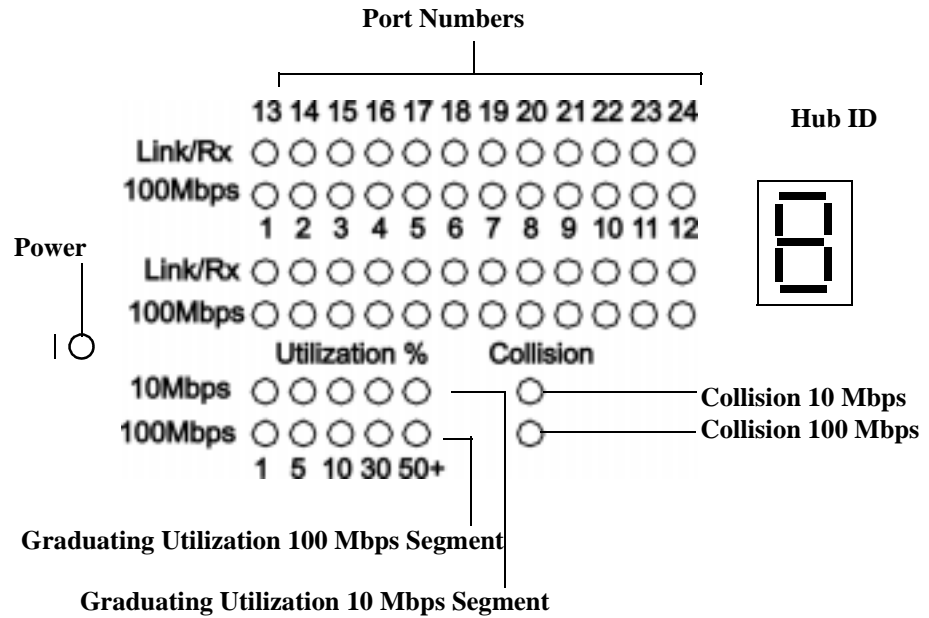 Port Numbers
13 14 15 16 17 18 19 20 21 22 23 24
Hub ID
Link/Rx
100Mbps
1 2 3 4 5 6 7 8 9 10 11 12
8
Power
Link/Rx
100Mbps
Utilization % Collision
10Mbps
Collision 10 Mbps
100Mbps
Collision 100 Mbps
1 5 10 30 50+
Graduating Utilization 100 Mbps Segment
Graduating Utilization 10 Mbps Segment